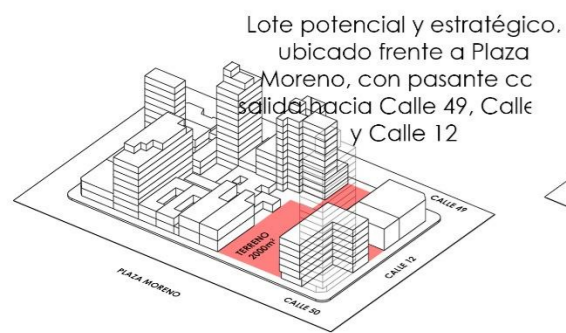 Lote potencial y estratégico,
ubicado frente a Plaza
Moreno, con pasante
salida hacia Calle 49,
y Calle 12
CALLE 49
TERRENO
2000m²
CALLE 12
PLAZA MORENO
CALLE 50